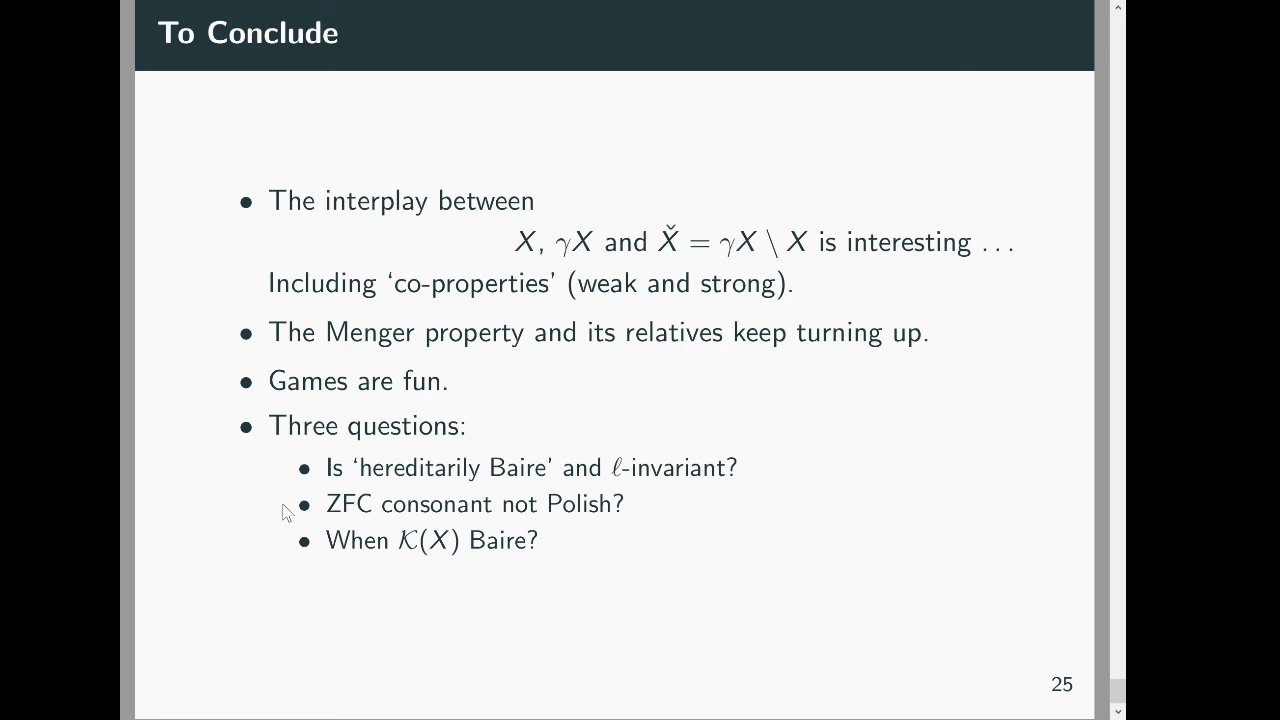 To Conclude
• The interplay between
X, γX and X̌ = γX \ X is interesting . . .
Including ‘co-properties’ (weak and strong).
• The Menger property and its relatives keep turning up.
• Games are fun.
• Three questions:
• Is ‘hereditarily Baire’ and ℓ-invariant?
• ZFC consonant not Polish?
• When 𝒦(X) Baire?
25